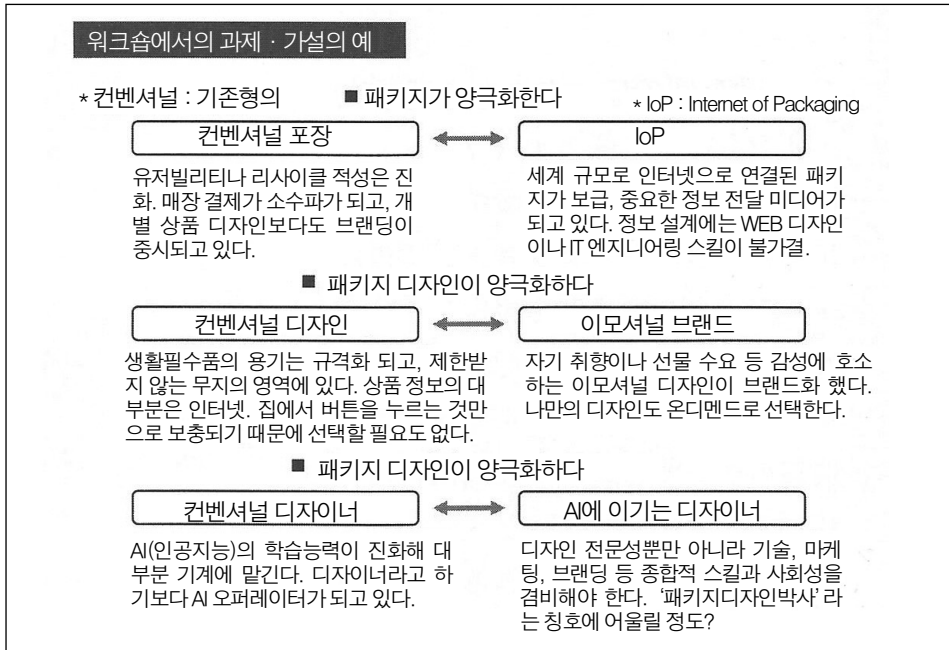 워크숍에서의 과제 · 가설의 예
* 컨벤셔널 : 기존형의
■ 패키지가 양극화한다
* IoP : Internet of Packaging
컨벤셔널 포장
IoP
유저빌리티나 리사이클 적성은 진
화. 매장 결제가 소수파가 되고, 개
별 상품 디자인보다도 브랜딩이
중시되고 있다.
세계 규모로 인터넷으로 연결된 패키
지가 보급, 중요한 정보 전달 미디어가
되고 있다. 정보 설계에는 WEB 디자인
이나 IT 엔지니어링 스킬이 불가결.
■ 패키지 디자인이 양극화하다
컨벤셔널 디자인
이모셔널 브랜드
생활필수품의 용기는 규격화 되고, 제한받
지 않는 무지의 영역에 있다. 상품 정보의 대
부분은 인터넷. 집에서 버튼을 누르는 것만
으로 보충되기 때문에 선택할 필요도 없다.
자기 취향이나 선물 수요 등 감성에 호소
하는 이모셔널 디자인이 브랜드화 했다.
나만의 디자인도 온디멘드로 선택한다.
■ 패키지 디자인이 양극화하다
컨벤셔널 디자이너
AI에 이기는 디자이너
AI(인공지능)의 학습능력이 진화해 대
부분 기계에 맡긴다. 디자이너라고 하
기보다 AI 오퍼레이터가 되고 있다.
디자인 전문성뿐만 아니라 기술, 마케
팅, 브랜딩 등 종합적 스킬과 사회성을
겸비해야 한다. ‘패키지디자인박사’ 라
는 칭호에 어울릴 정도?